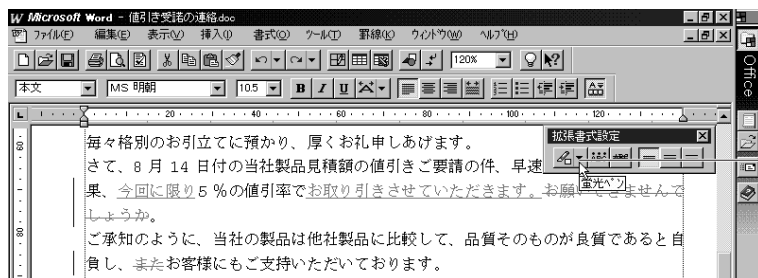 Microsoft Word - 値引き受諾の連絡.doc
ファイル(F) 編集(E) 表示(V) 挿入(I) 書式(O) ツール(T) 罫線(K) ウィンドウ(W) ヘルプ(H)
120%
本文 MS 明朝 10.5 B I U
20 40 60 80 100 120
拡張書式設定
蛍光ペン
Office
毎々格別のお引立てに預かり、厚くお礼申しあげます。
さて、8 月 14 日付の当社製品見積額の値引きご要請の件、早速
果、今回に限り5%の値引率でお取り引きさせていただきます。お願いできませんで
しょうか。
ご承知のように、当社の製品は他社製品に比較して、品質そのものが良質であると自
負し、またお客様にもご支持いただいております。